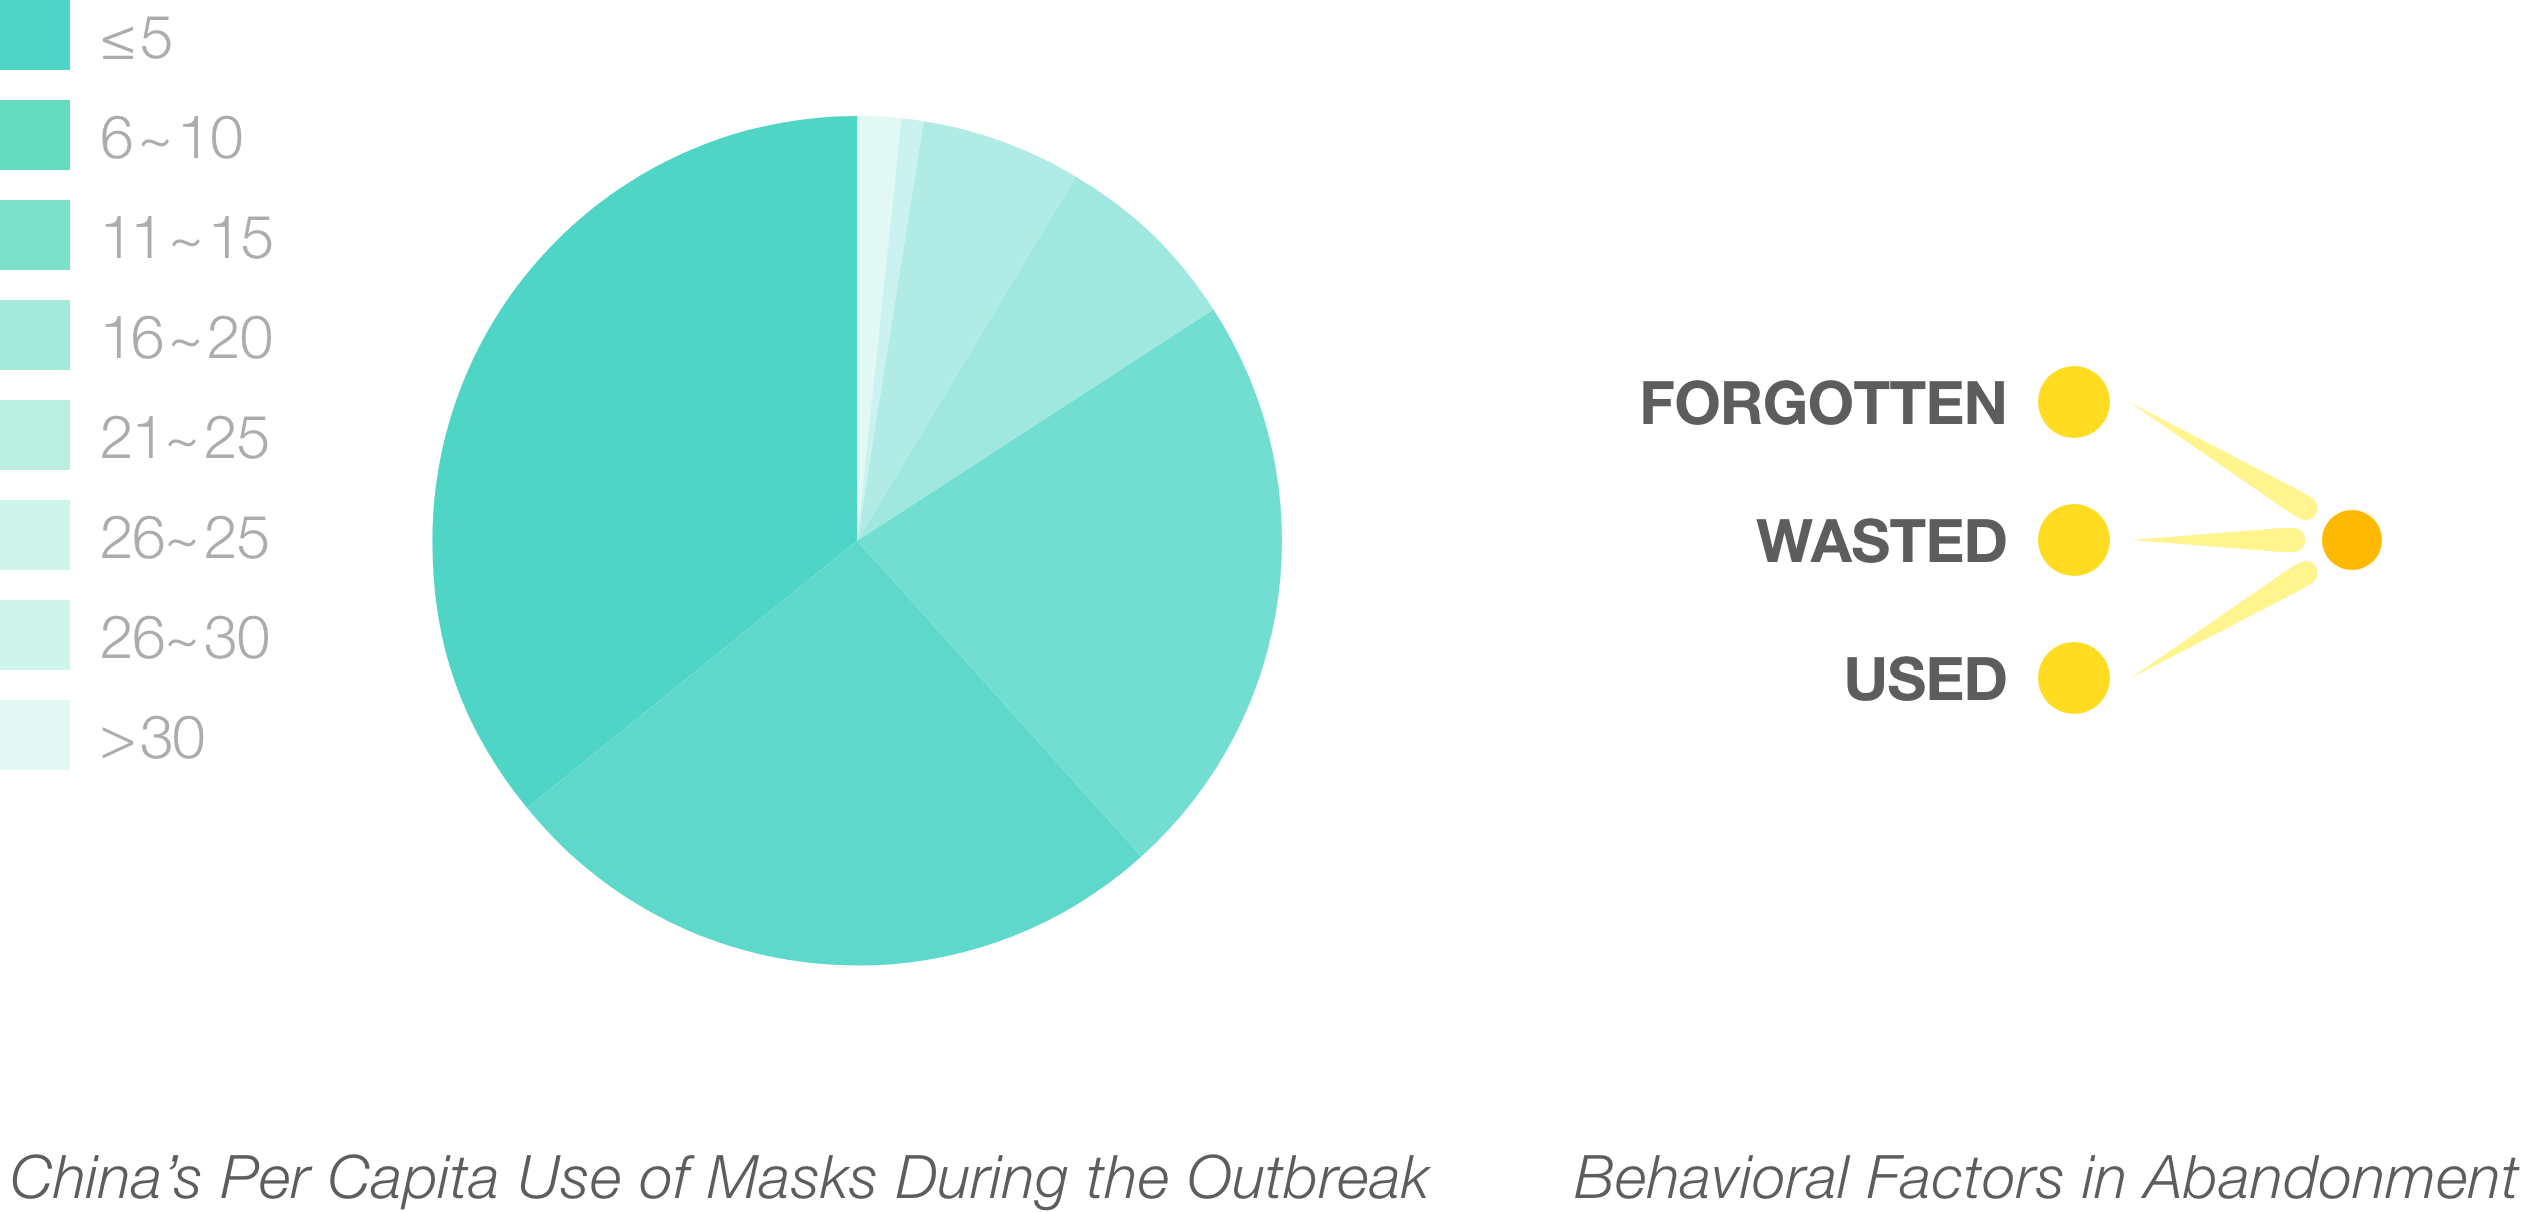 ≤5
6~10
11~15
16~20
21~25
26~25
26~30
>30
FORGOTTEN
WASTED
USED
China’s Per Capita Use of Masks During the Outbreak
Behavioral Factors in Abandonment